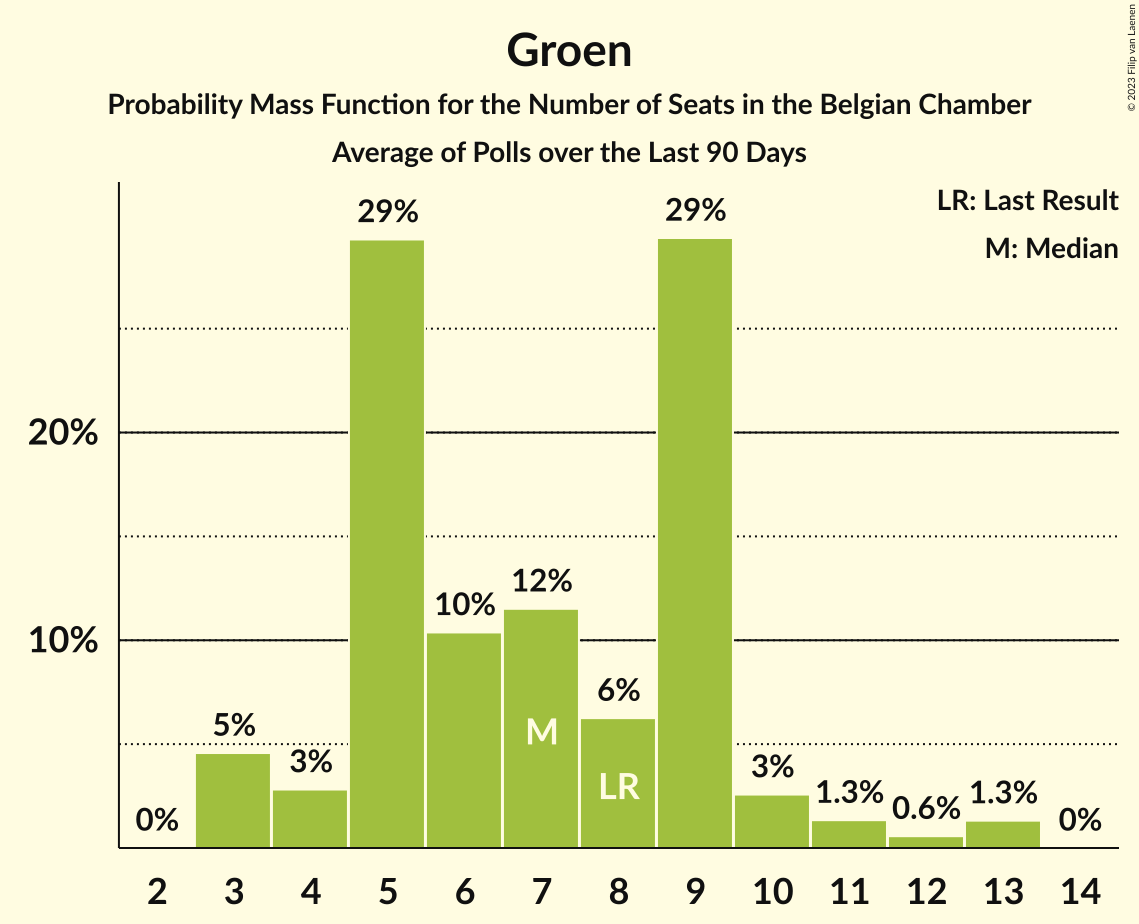 Groen
Probability Mass Function for the Number of Seats in the Belgian Chamber
Average of Polls over the Last 90 Days
© 2023 Filip van Laenen
LR: Last Result
M: Median
29%
29%
20%
12%
10%
10%
6%
5%
3%
3%
1.3%
0.6%
1.3%
0%
0%
M
LR
2 3 4 5 6 7 8 9 10 11 12 13 14